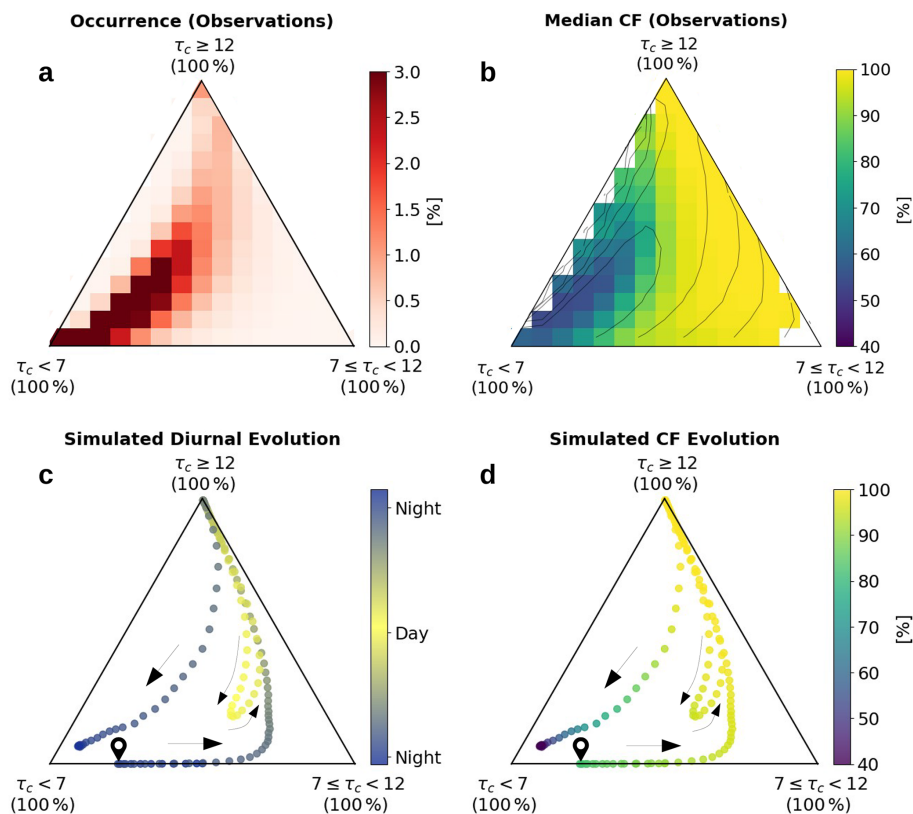 Occurrence (Observations)
τc ≥ 12
(100 %)
a
3.0
2.5
2.0
1.5
1.0
0.5
0.0
[%]
τc < 7
(100 %)
7 ≤ τc < 12
(100 %)
Median CF (Observations)
τc ≥ 12
(100 %)
b
100
90
80
70
60
50
40
[%]
τc < 7
(100 %)
7 ≤ τc < 12
(100 %)
Simulated Diurnal Evolution
τc ≥ 12
(100 %)
c
Night
Day
Night
τc < 7
(100 %)
7 ≤ τc < 12
(100 %)
Simulated CF Evolution
τc ≥ 12
(100 %)
d
100
90
80
70
60
50
40
[%]
τc < 7
(100 %)
7 ≤ τc < 12
(100 %)